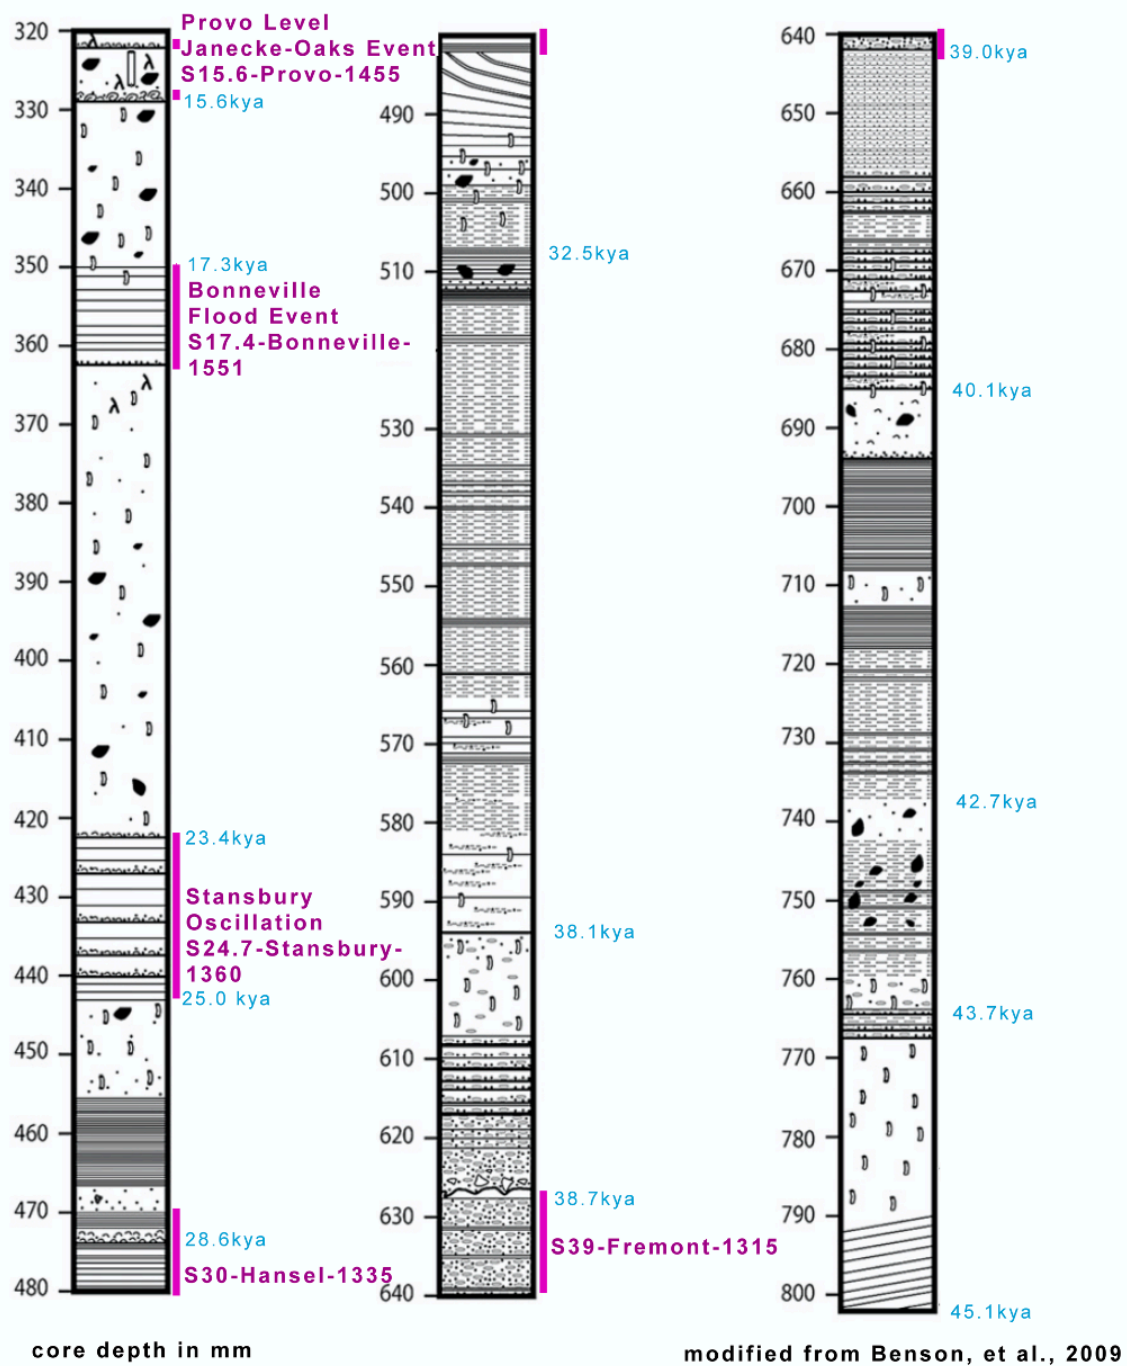 320
330
340
350
360
370
380
390
400
410
420
430
440
450
460
470
480
Provo Level
Janecke-Oaks Event
S15.6-Provo-1455
15.6kya
17.3kya
Bonneville
Flood Event
S17.4-Bonneville-
1551
23.4kya
Stansbury
Oscillation
S24.7-Stansbury-
1360
25.0 kya
28.6kya
S30-Hansel-1335
490
500
510
530
540
550
560
570
580
590
600
610
620
630
640
32.5kya
38.1kya
38.7kya
S39-Fremont-1315
640
650
660
670
680
690
700
710
720
730
740
750
760
770
780
790
800
39.0kya
40.1kya
42.7kya
43.7kya
45.1kya
core depth in mm
modified from Benson, et al., 2009